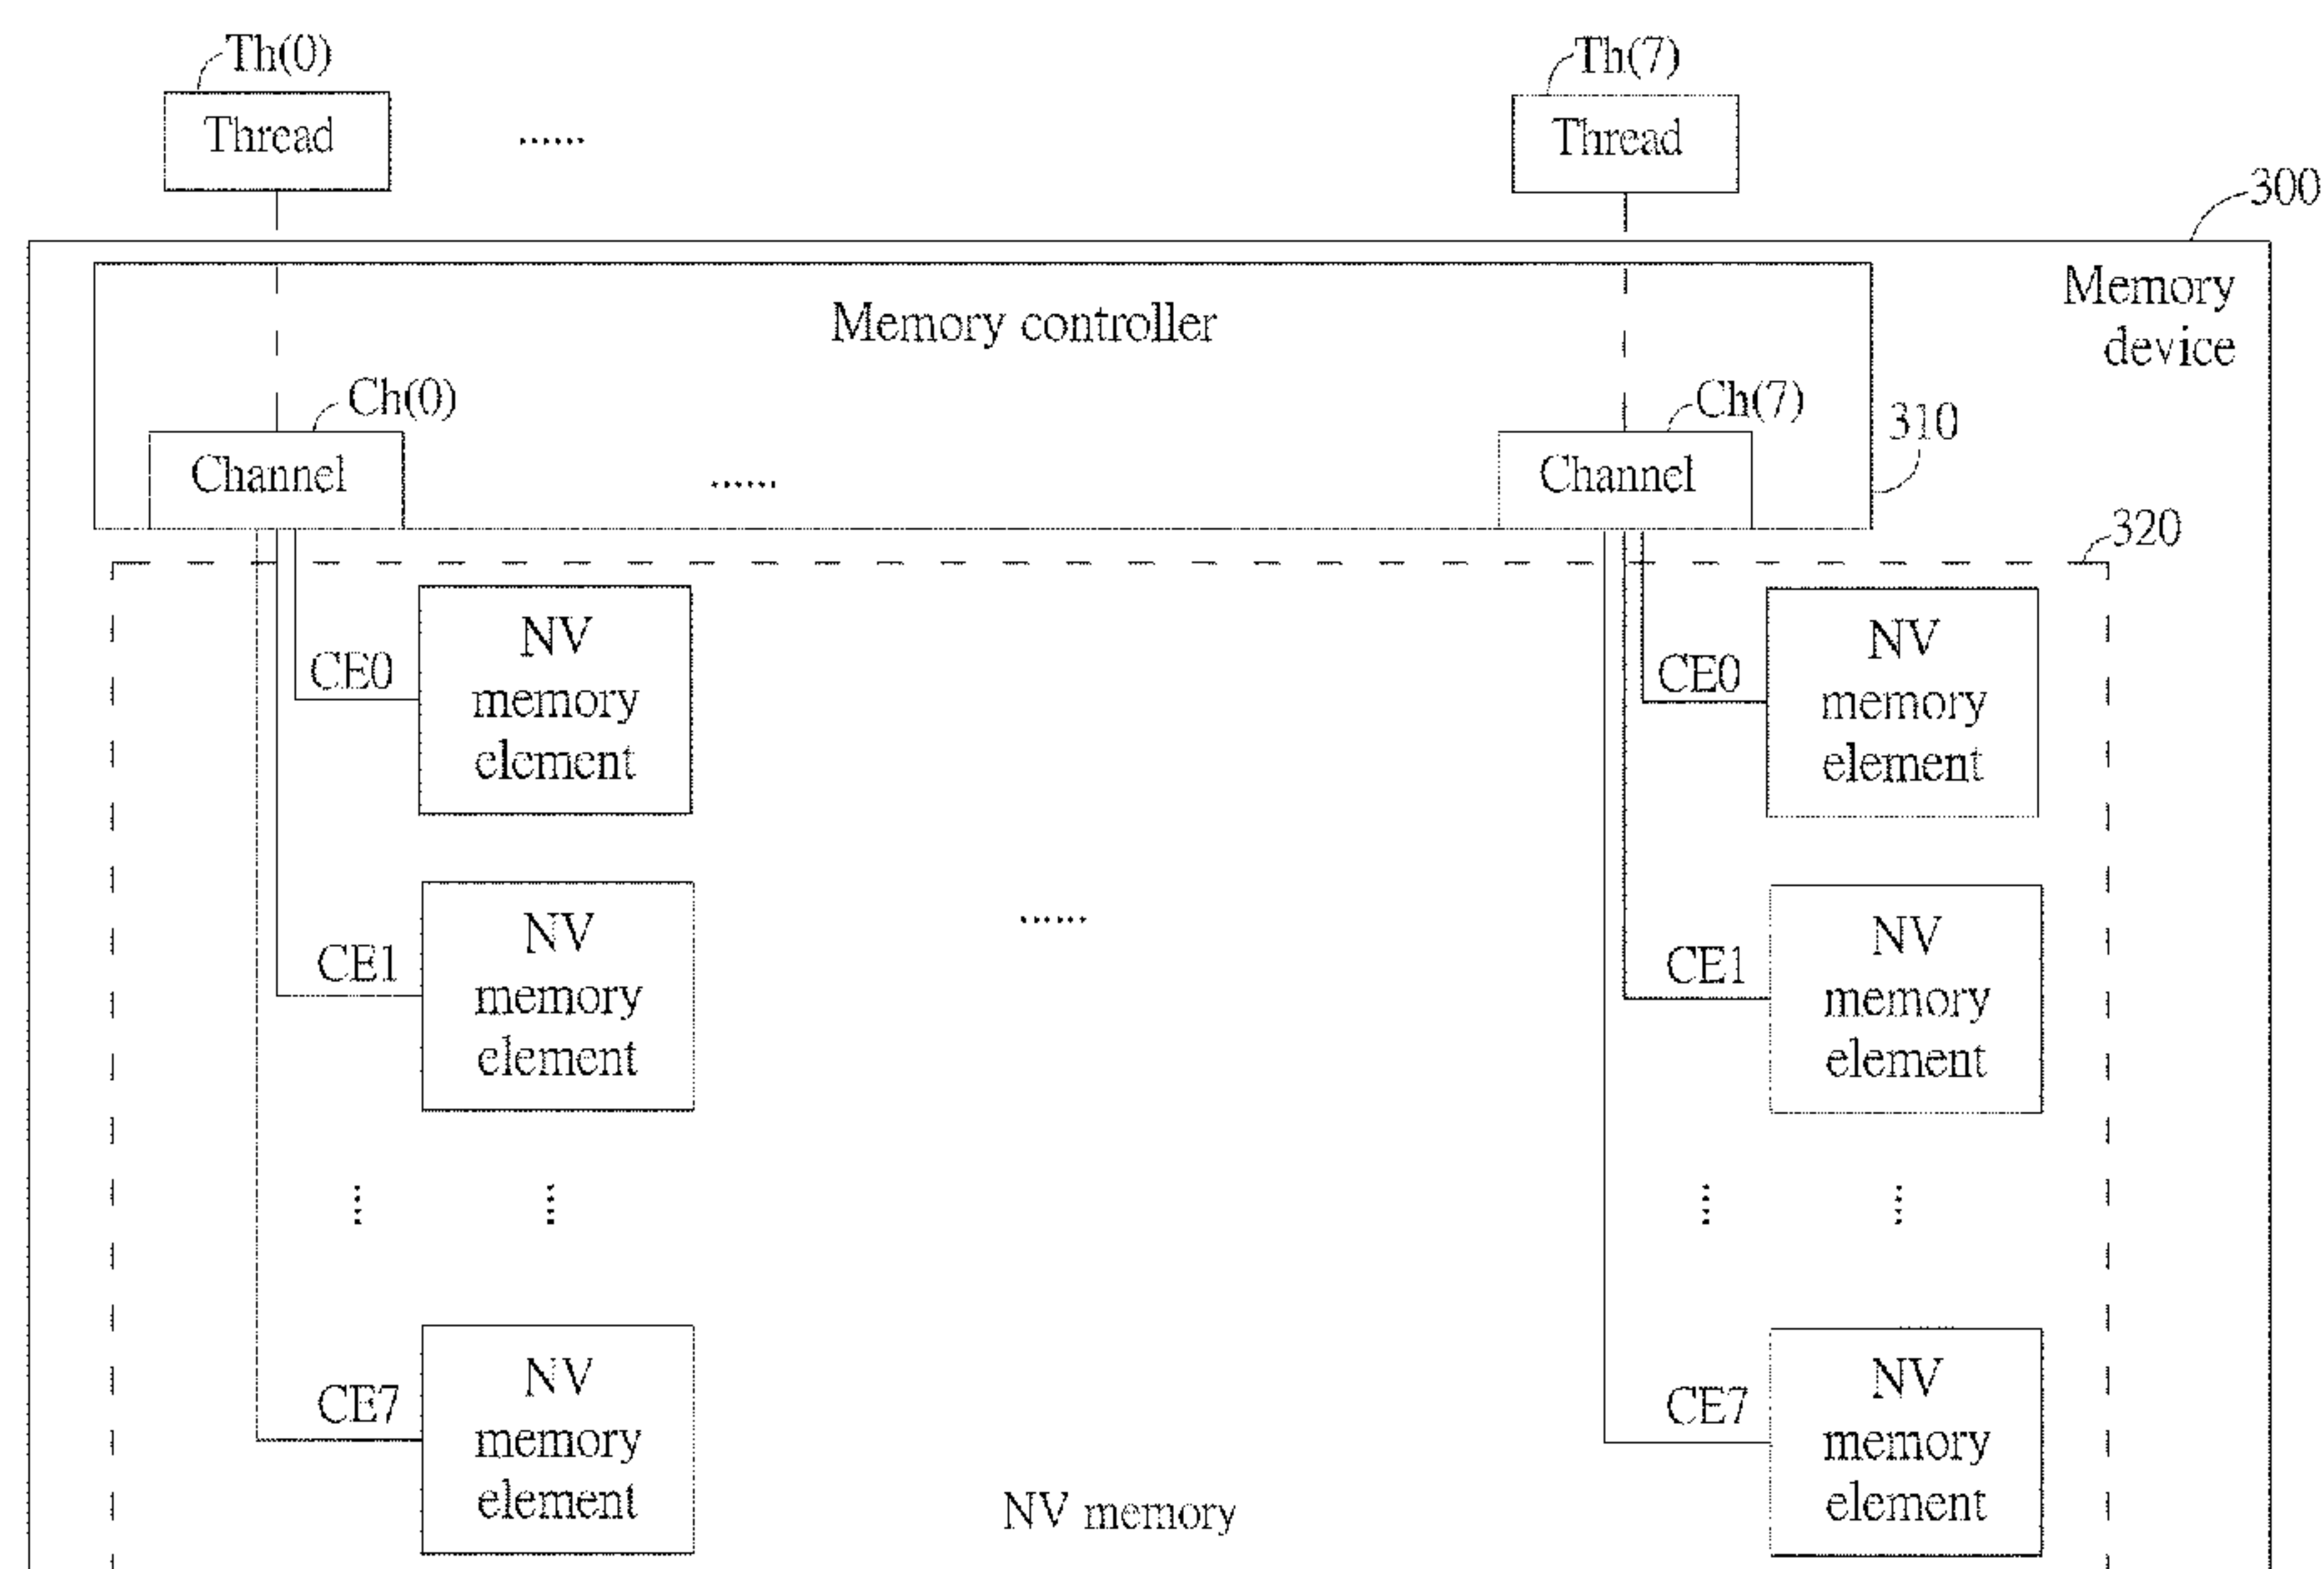 Th(0)
Th(7)
Thread
......
Thread
300
Memory
device
Memory controller
Ch(0)
Ch(7)
310
Channel
......
Channel
320
NV
memory
element
CE0
NV
memory
element
CE0
NV
memory
element
CE1
......
NV
memory
element
CE1
NV
memory
element
CE7
NV
memory
element
CE7
NV memory